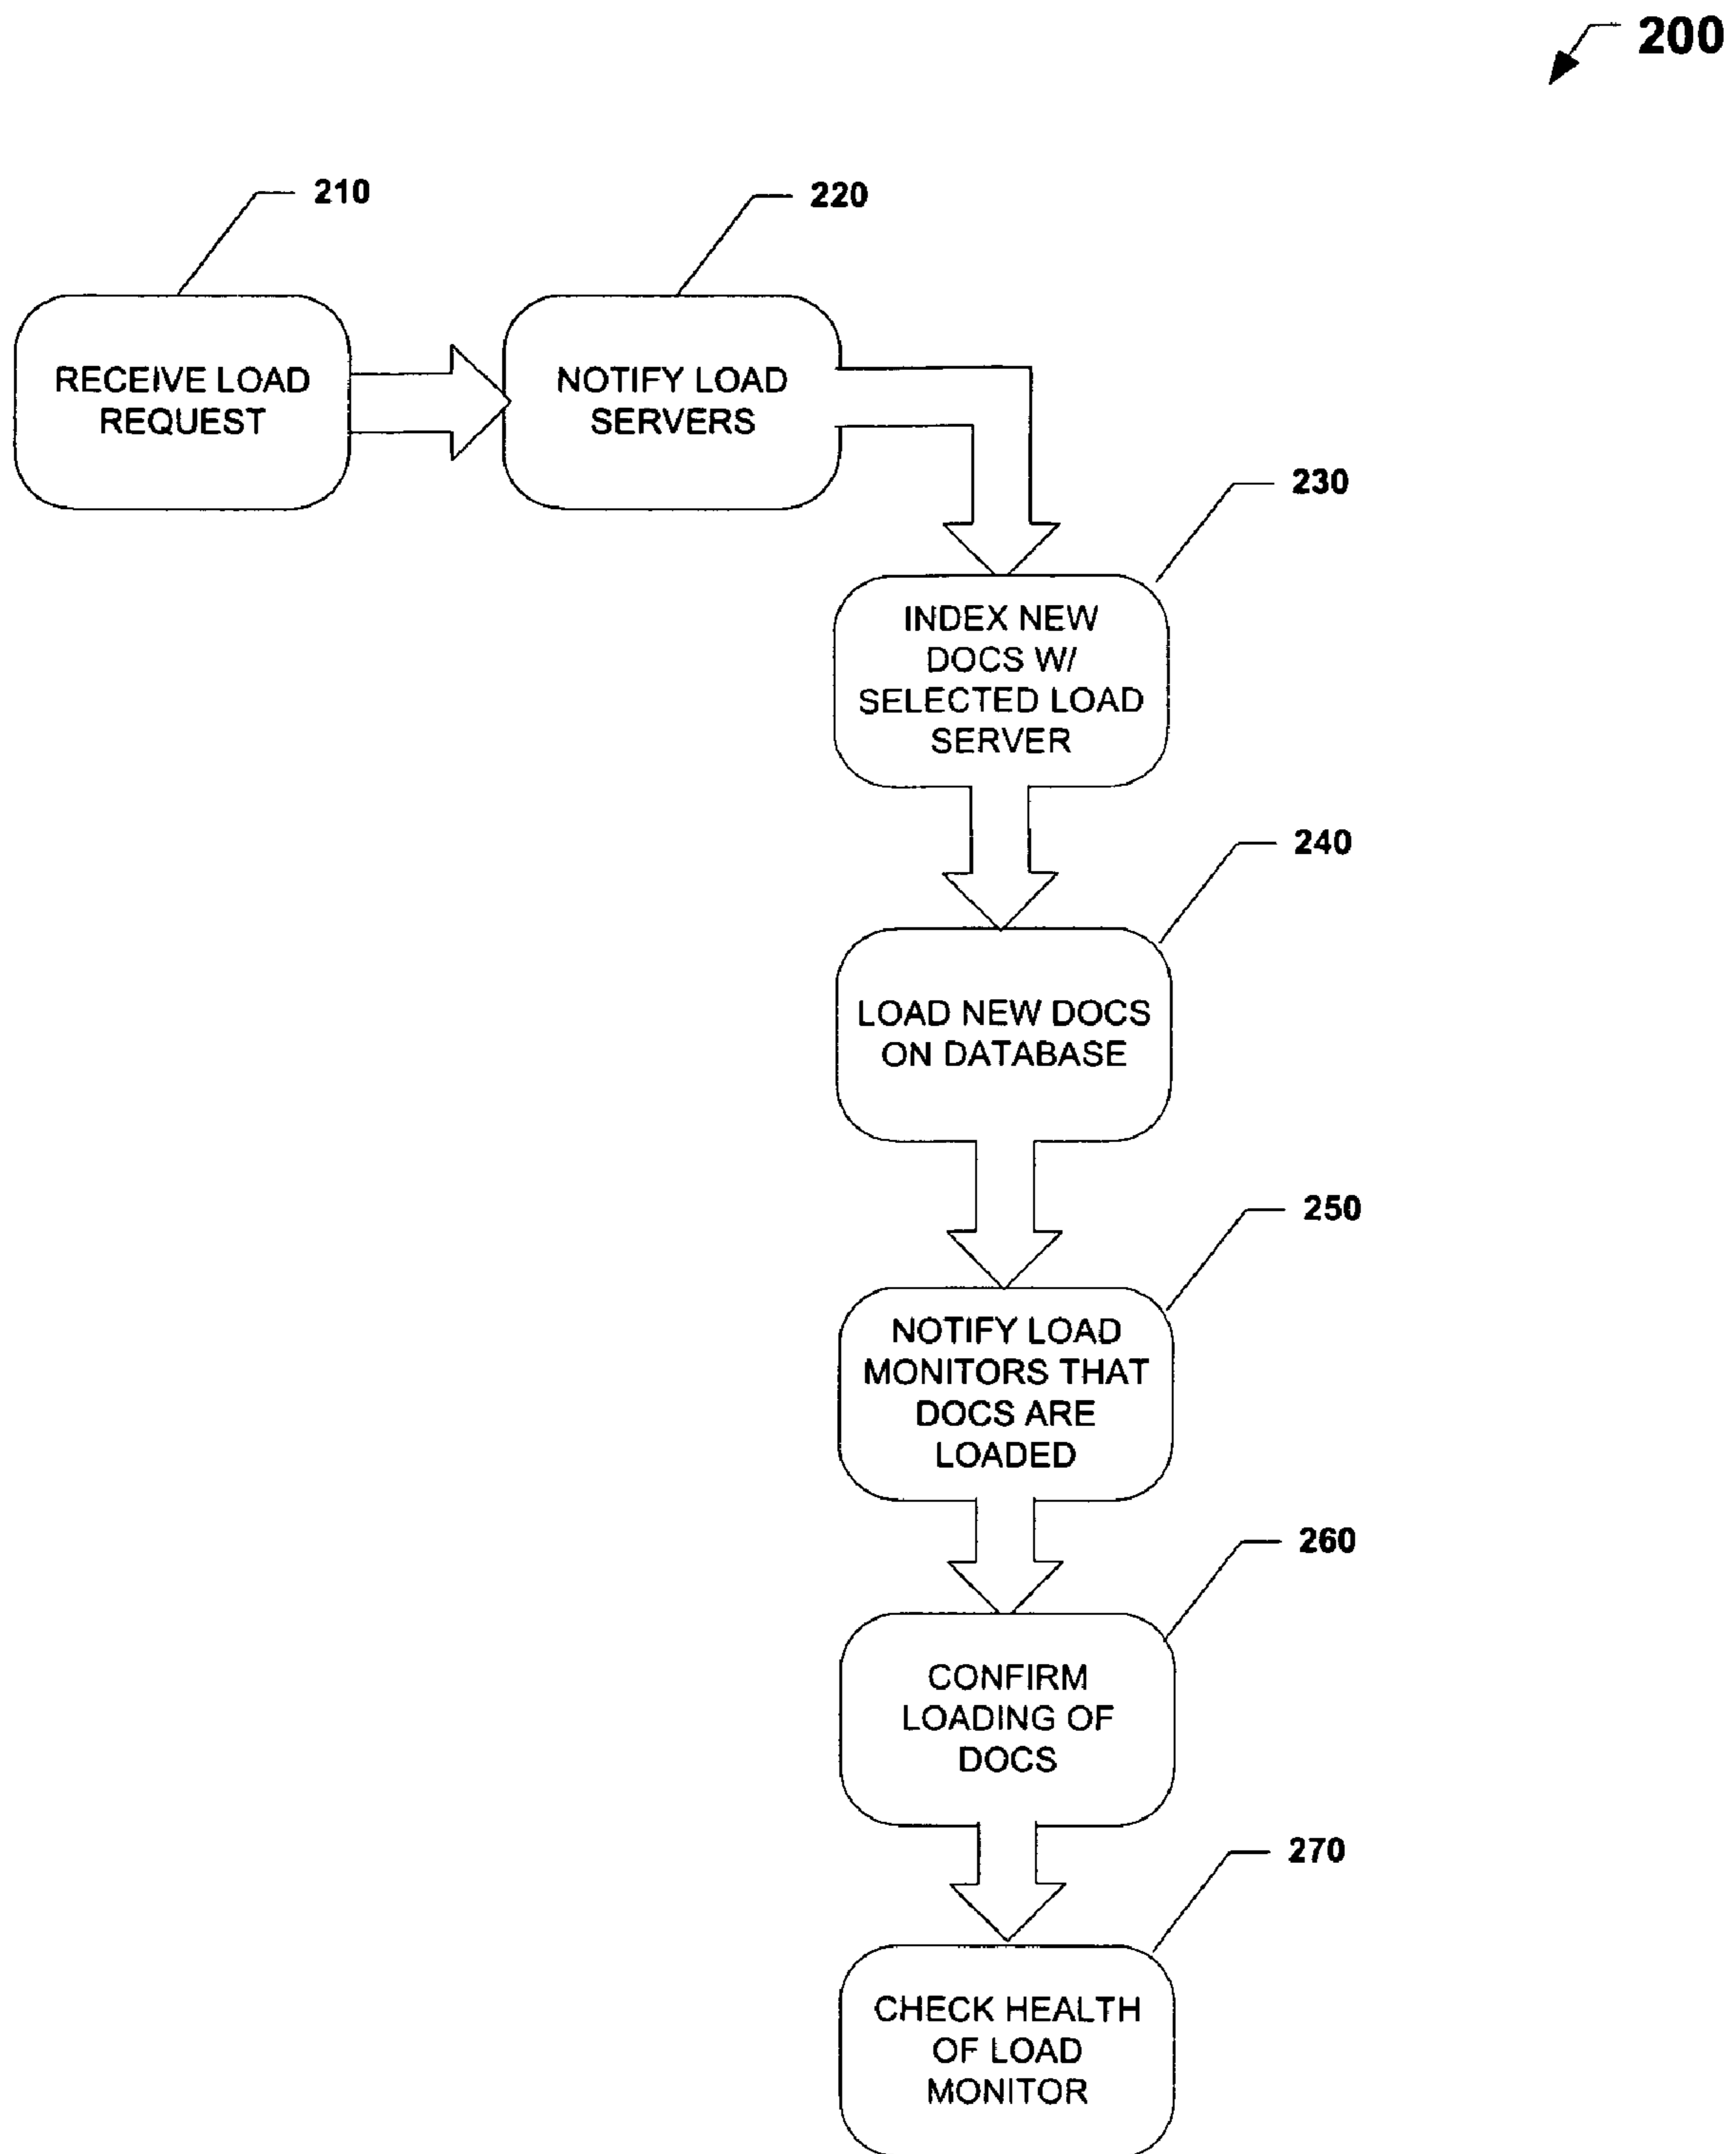 200
210
220
RECEIVE LOAD
REQUEST
NOTIFY LOAD
SERVERS
230
INDEX NEW
DOCS W/
SELECTED LOAD
SERVER
240
LOAD NEW DOCS
ON DATABASE
250
NOTIFY LOAD
MONITORS THAT
DOCS ARE
LOADED
260
CONFIRM
LOADING OF
DOCS
270
CHECK HEALTH
OF LOAD
MONITOR